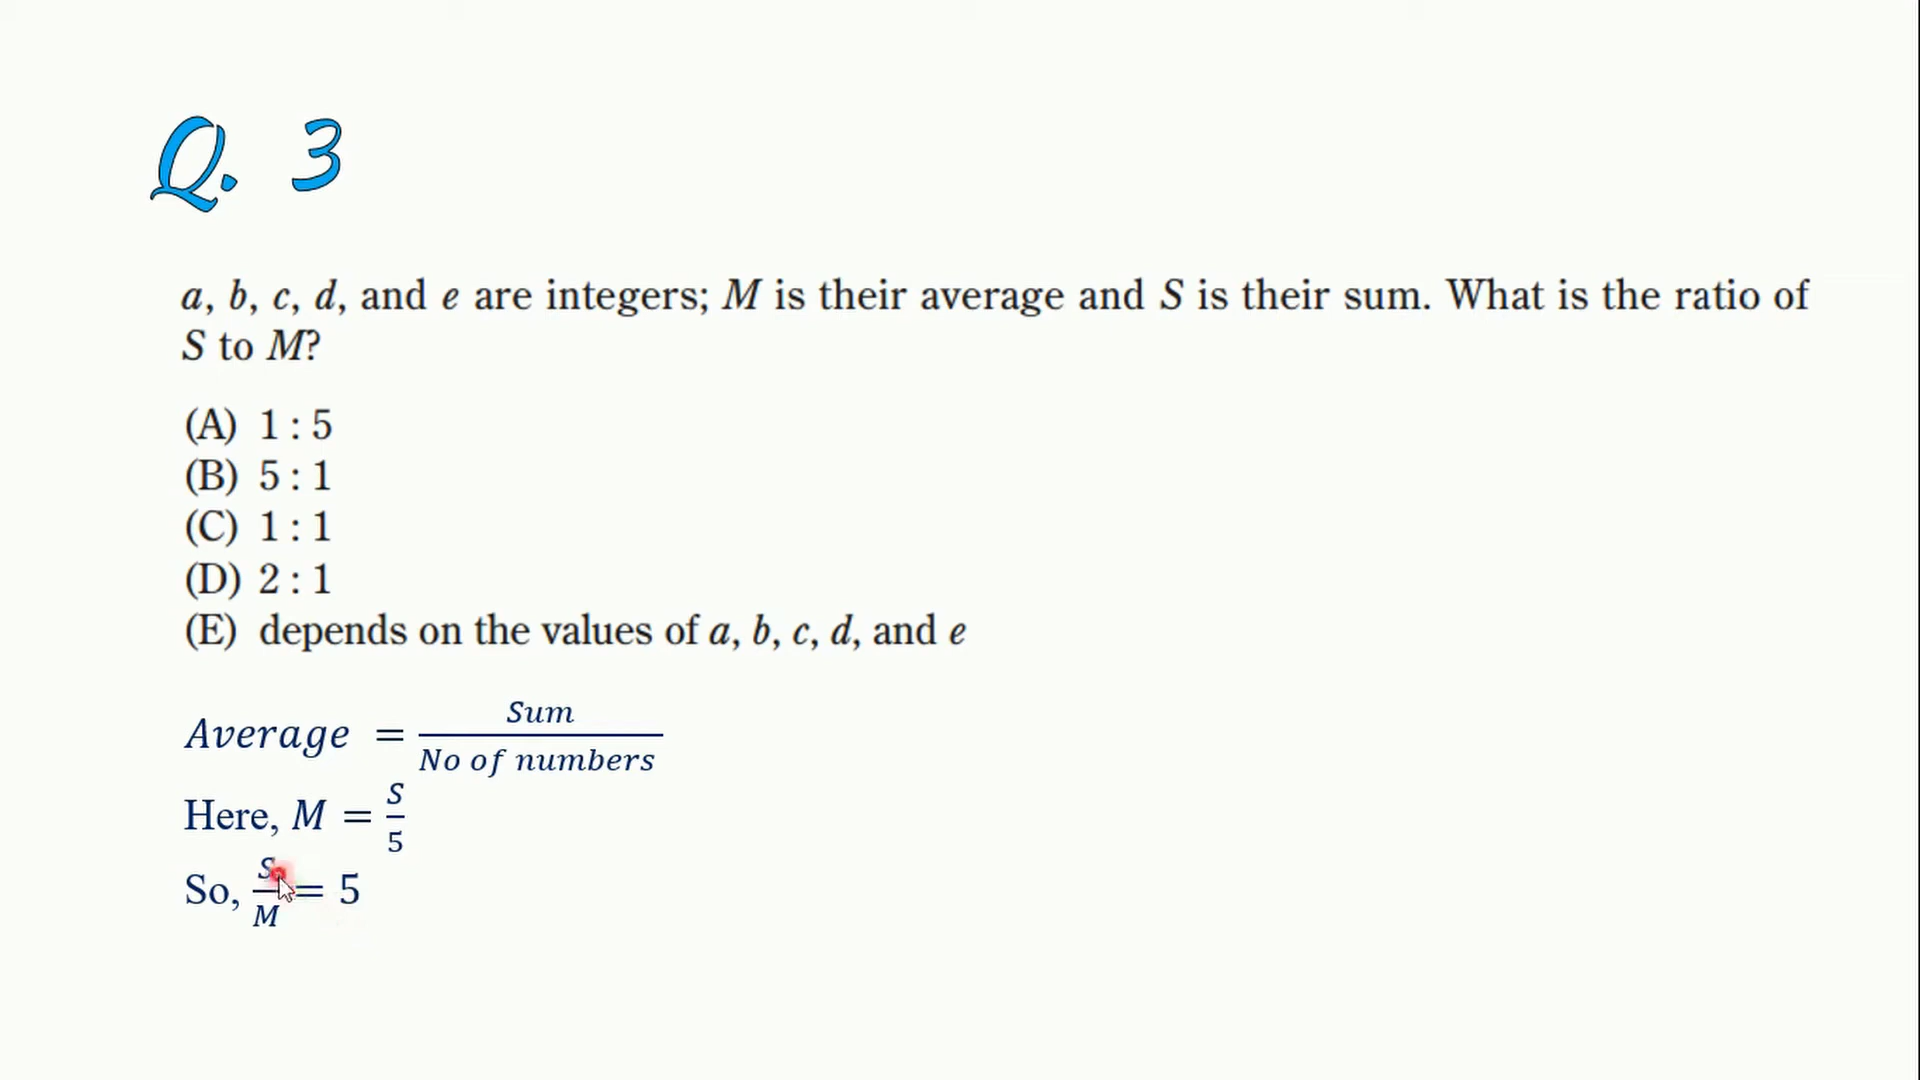 Q. 3
a, b, c, d, and e are integers; M is their average and S is their sum. What is the ratio of
S to M?
(A) 1 : 5
(B) 5 : 1
(C) 1 : 1
(D) 2 : 1
(E) depends on the values of a, b, c, d, and e
Average = Sum / No of numbers
Here, M = S / 5
So, S / M = 5